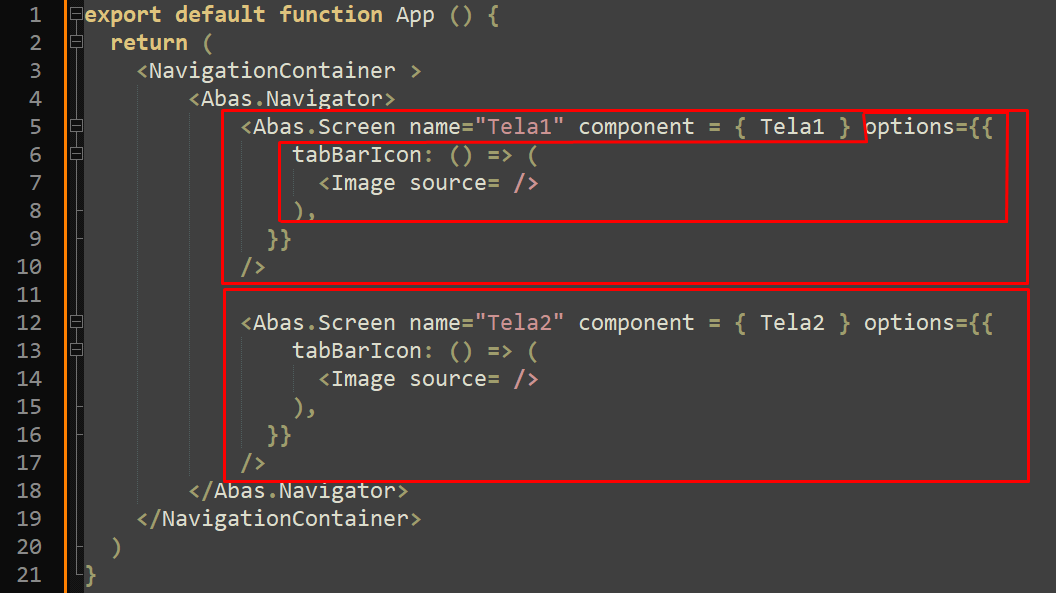 1 export default function App () {
2 return (
3 <NavigationContainer >
4 <Abas.Navigator>
5 <Abas.Screen name="Tela1" component = { Tela1 } options={{
6 tabBarIcon: () => (
7 <Image source= />
8 ),
9 }}
10 />
11
12 <Abas.Screen name="Tela2" component = { Tela2 } options={{
13 tabBarIcon: () => (
14 <Image source= />
15 ),
16 }}
17 />
18 </Abas.Navigator>
19 </NavigationContainer>
20 )
21 }